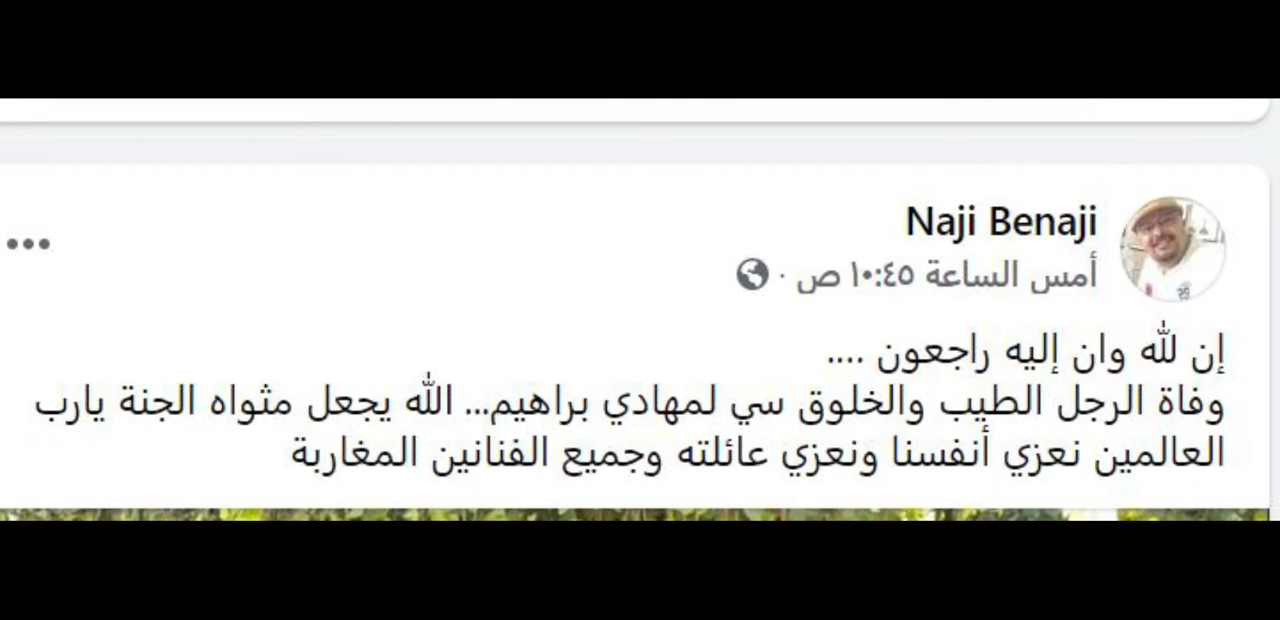 Naji Benaji
أمس الساعة ١٠:٤٥ ص ·
إن لله وان إليه راجعون ....
وفاة الرجل الطيب والخلوق سي لمهادي براهيم... الله يجعل مثواه الجنة يارب
العالمين نعزي أنفسنا ونعزي عائلته وجميع الفنانين المغاربة